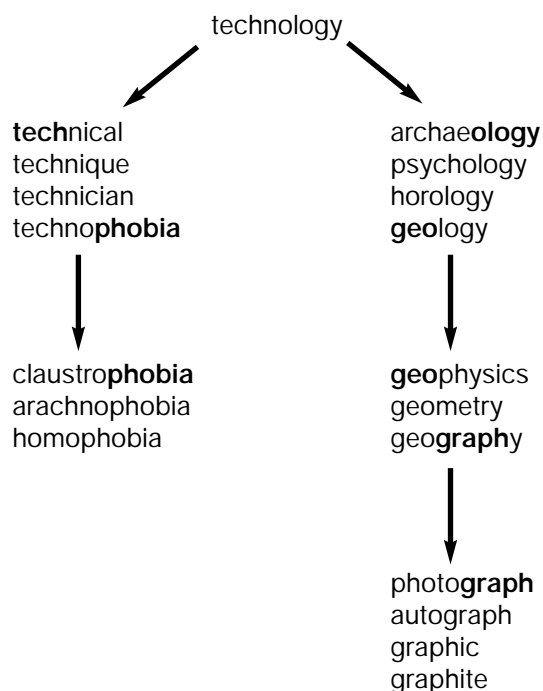 technology
technical
technique
technician
technophobia
claustrophobia
arachnophobia
homophobia
archaeology
psychology
horology
geology
geophysics
geometry
geography
photograph
autograph
graphic
graphite